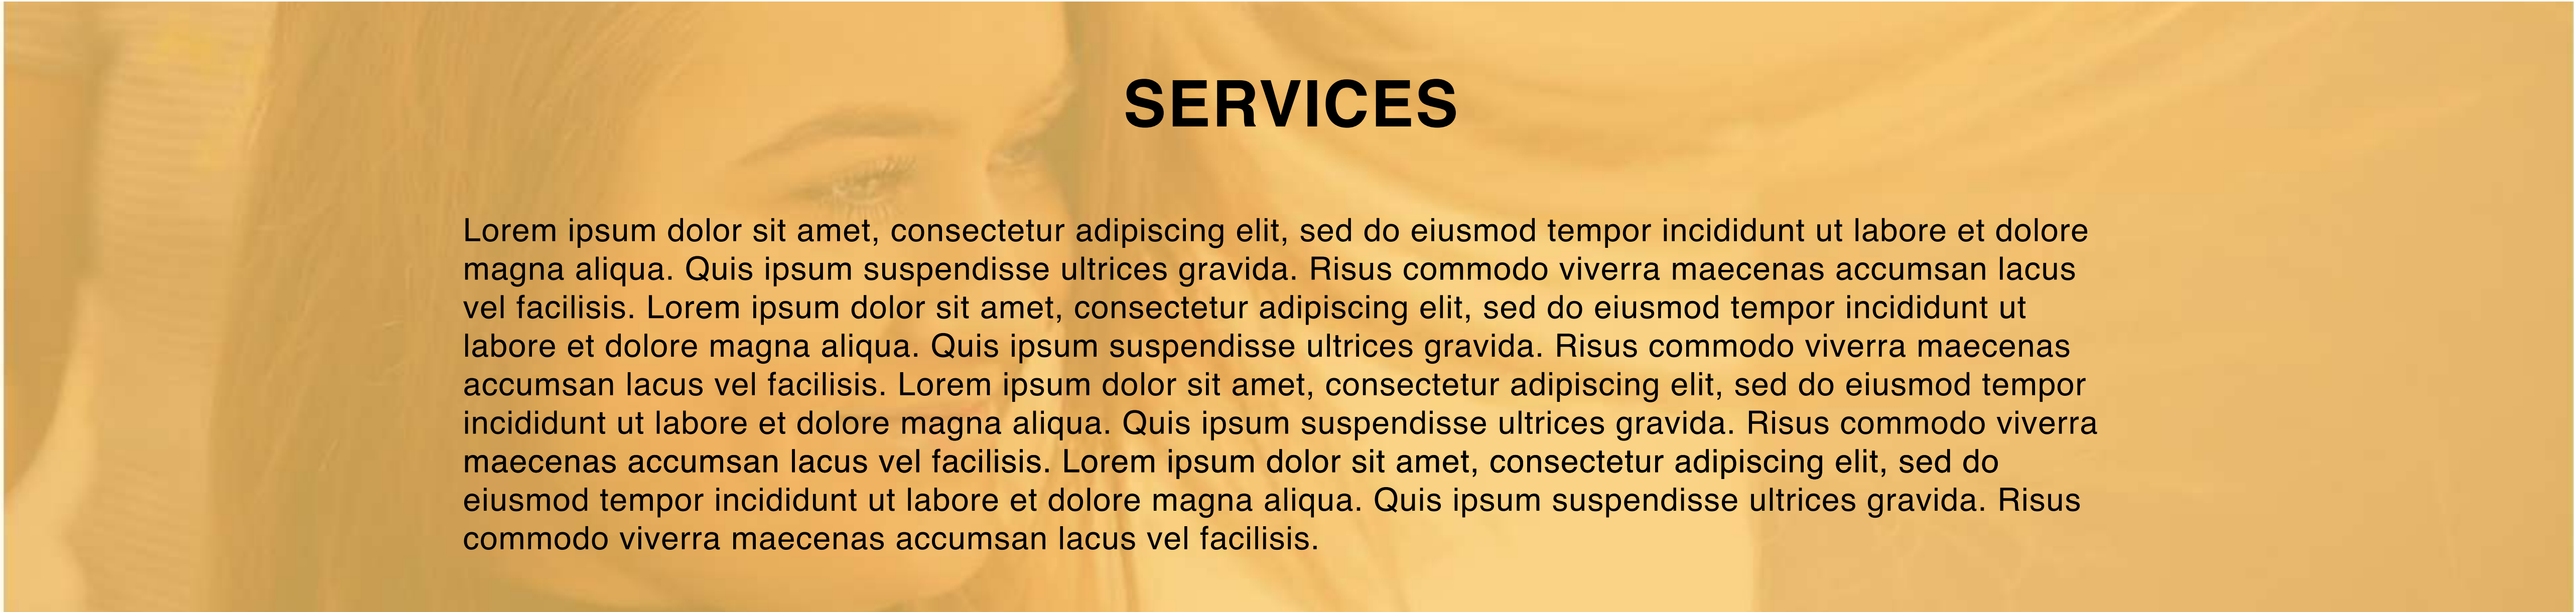 SERVICES
Lorem ipsum dolor sit amet, consectetur adipiscing elit, sed do eiusmod tempor incididunt ut labore et dolore
magna aliqua. Quis ipsum suspendisse ultrices gravida. Risus commodo viverra maecenas accumsan lacus
vel facilisis. Lorem ipsum dolor sit amet, consectetur adipiscing elit, sed do eiusmod tempor incididunt ut
labore et dolore magna aliqua. Quis ipsum suspendisse ultrices gravida. Risus commodo viverra maecenas
accumsan lacus vel facilisis. Lorem ipsum dolor sit amet, consectetur adipiscing elit, sed do eiusmod tempor
incididunt ut labore et dolore magna aliqua. Quis ipsum suspendisse ultrices gravida. Risus commodo viverra
maecenas accumsan lacus vel facilisis. Lorem ipsum dolor sit amet, consectetur adipiscing elit, sed do
eiusmod tempor incididunt ut labore et dolore magna aliqua. Quis ipsum suspendisse ultrices gravida. Risus
commodo viverra maecenas accumsan lacus vel facilisis.